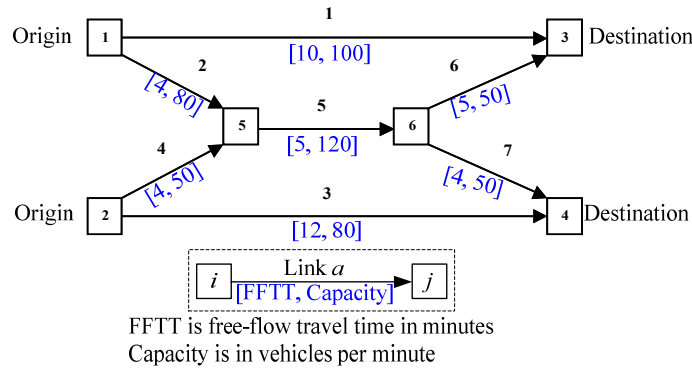 1
Origin 1 3 Destination
[10, 100]
2 6
[4, 80] [5, 50]
5
5 6
[5, 120]
4 7
[4, 50] [4, 50]
3
Origin 2 4 Destination
[12, 80]
Link a
i j
[FFTT, Capacity]
FFTT is free-flow travel time in minutes
Capacity is in vehicles per minute